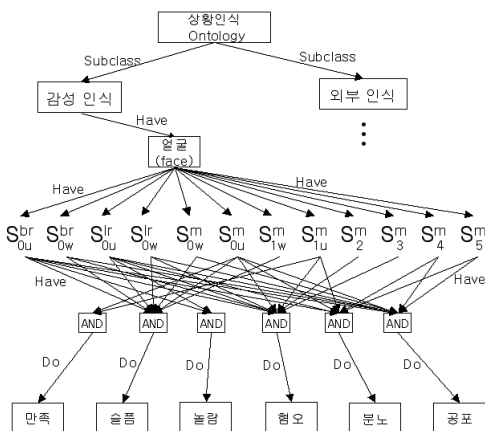 상황인식
Ontology
Subclass
Subclass
감성 인식
외부 인식
Have
얼굴
(face)
Have
Have
S^{br}_{0u} S^{br}_{0w} S^{lr}_{0u} S^{lr}_{0w} S^{m}_{0w} S^{m}_{0u} S^{m}_{1w} S^{m}_{1u} S^{m}_{2} S^{m}_{3} S^{m}_{4} S^{m}_{5}
Have
Have
AND AND AND AND AND AND
Do Do Do Do Do Do
만족 슬픔 놀람 혐오 분노 공포